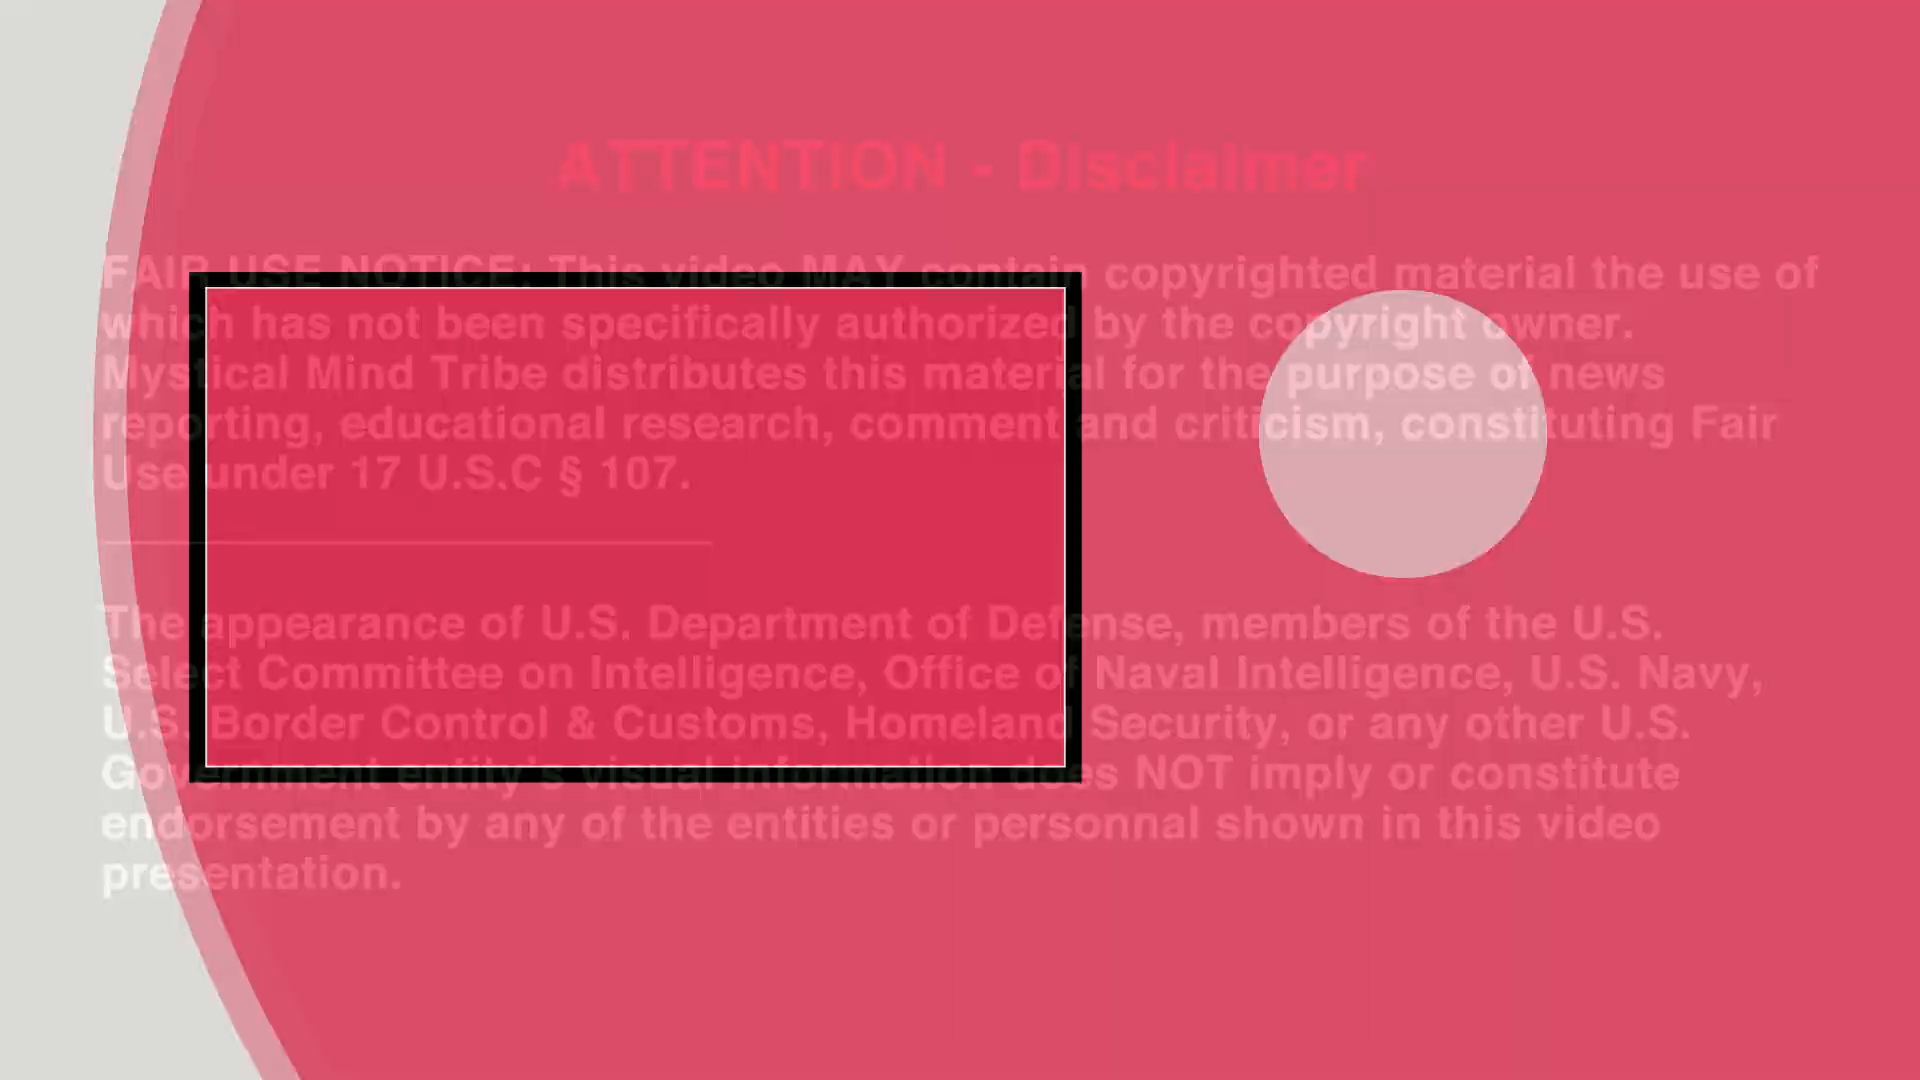 ATTENTION - Disclaimer
FAIR USE NOTICE: This video MAY contain copyrighted material the use of
which has not been specifically authorized by the copyright owner.
Mystical Mind Tribe distributes this material for the purpose of news
reporting, educational research, comment and criticism, constituting Fair
Use under 17 U.S.C § 107.
The appearance of U.S. Department of Defense, members of the U.S.
Select Committee on Intelligence, Office of Naval Intelligence, U.S. Navy,
U.S. Border Control & Customs, Homeland Security, or any other U.S.
Government entity's visual information does NOT imply or constitute
endorsement by any of the entities or personnal shown in this video
presentation.